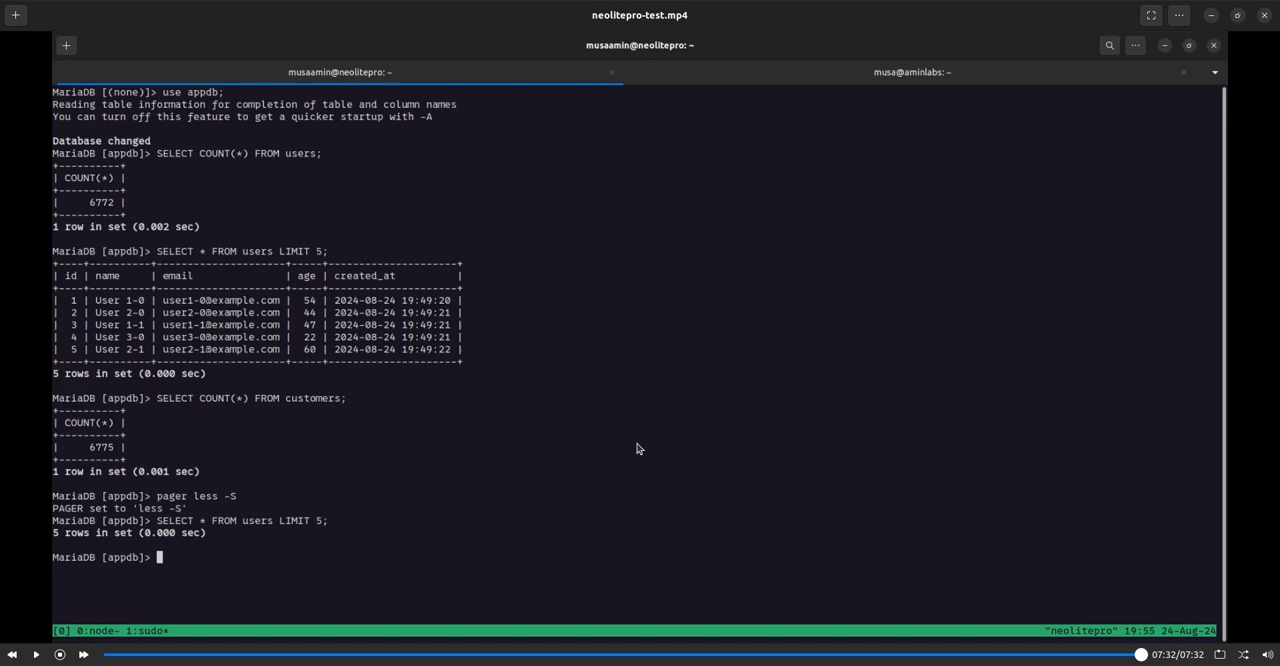 neolitepro-test.mp4
musaamin@neolitepro: ~
musaamin@neolitepro: ~
musa@aminlabs: ~
MariaDB [(none)]> use appdb;
Reading table information for completion of table and column names
You can turn off this feature to get a quicker startup with -A
Database changed
MariaDB [appdb]> SELECT COUNT(*) FROM users;
+----------+
| COUNT(*) |
+----------+
|     6772 |
+----------+
1 row in set (0.002 sec)
MariaDB [appdb]> SELECT * FROM users LIMIT 5;
+----+----------+---------------------+-----+---------------------+
| id | name     | email               | age | created_at          |
+----+----------+---------------------+-----+---------------------+
|  1 | User 1-0 | user1-0@example.com |  54 | 2024-08-24 19:49:20 |
|  2 | User 2-0 | user2-0@example.com |  44 | 2024-08-24 19:49:21 |
|  3 | User 1-1 | user1-1@example.com |  47 | 2024-08-24 19:49:21 |
|  4 | User 3-0 | user3-0@example.com |  22 | 2024-08-24 19:49:21 |
|  5 | User 2-1 | user2-1@example.com |  60 | 2024-08-24 19:49:22 |
+----+----------+---------------------+-----+---------------------+
5 rows in set (0.000 sec)
MariaDB [appdb]> SELECT COUNT(*) FROM customers;
+----------+
| COUNT(*) |
+----------+
|     6775 |
+----------+
1 row in set (0.001 sec)
MariaDB [appdb]> pager less -S
PAGER set to 'less -S'
MariaDB [appdb]> SELECT * FROM users LIMIT 5;
5 rows in set (0.000 sec)
MariaDB [appdb]>
[0] 0:node- 1:sudo* "neolitepro" 19:55 24-Aug-24
07:32/07:32